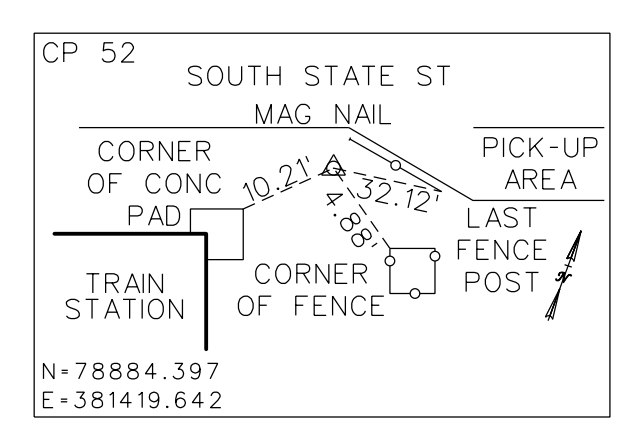 CP 52
SOUTH STATE ST
MAG NAIL
CORNER
OF CONC
PAD
10.21'
32.12'
4.88'
PICK-UP
AREA
LAST
FENCE
POST
TRAIN
STATION
CORNER
OF FENCE
N
N=78884.397
E=381419.642